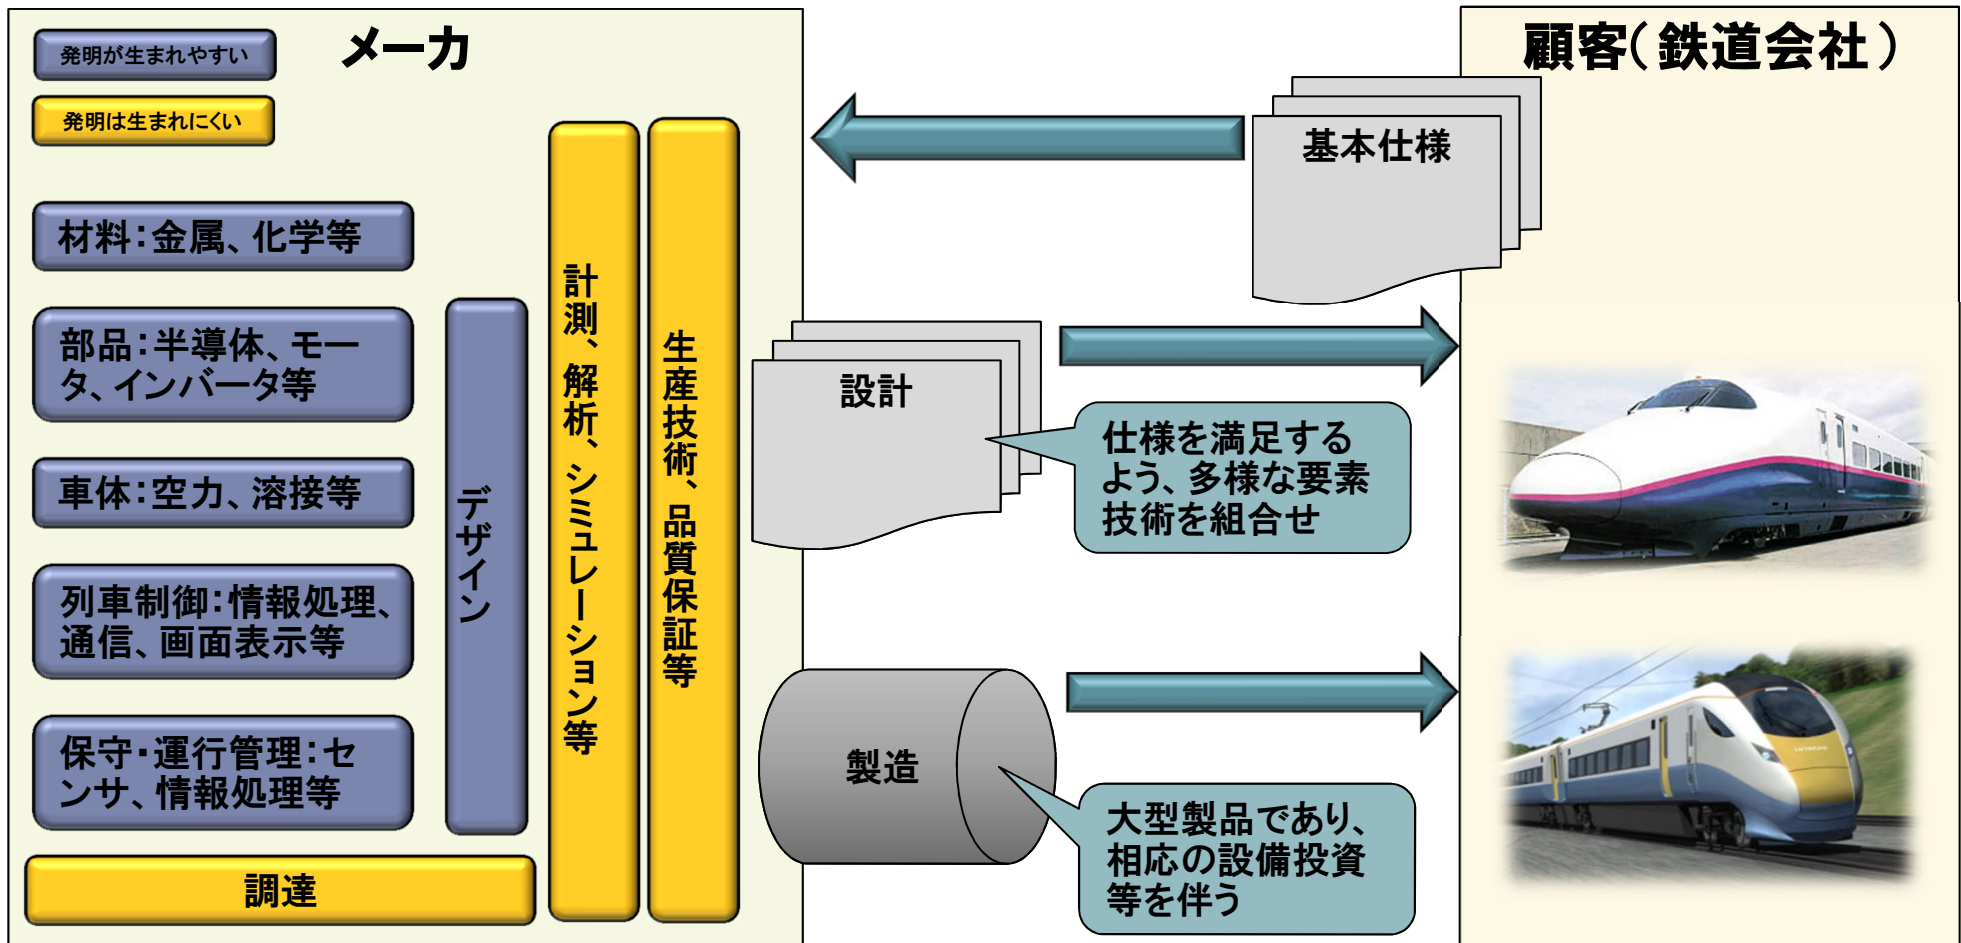 メーカ
発明が生まれやすい
発明は生まれにくい
材料：金属、化学等
部品：半導体、モー
タ、インバータ等
車体：空力、溶接等
列車制御：情報処理、
通信、画面表示等
保守・運行管理：セ
ンサ、情報処理等
調達
デザイン
計測、解析、シミュレーション等
生産技術、品質保証等
基本仕様
設計
仕様を満足する
よう、多様な要素
技術を組合せ
製造
大型製品であり、
相応の設備投資
等を伴う
顧客（鉄道会社）
HITACHI